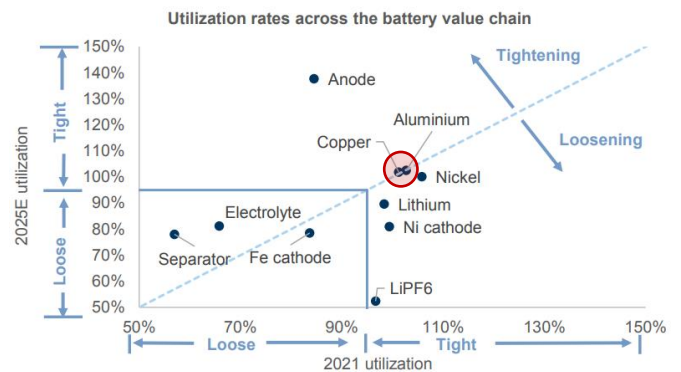 Utilization rates across the battery value chain
150%
140%
130%
120%
110%
100%
90%
80%
70%
60%
50%
2025E utilization
Tight
Loose
Tightening
Loosening
Anode
Aluminium
Copper
Nickel
Lithium
Ni cathode
Electrolyte
Separator
Fe cathode
LiPF6
50% 70% 90% 110% 130% 150%
Loose Tight
2021 utilization